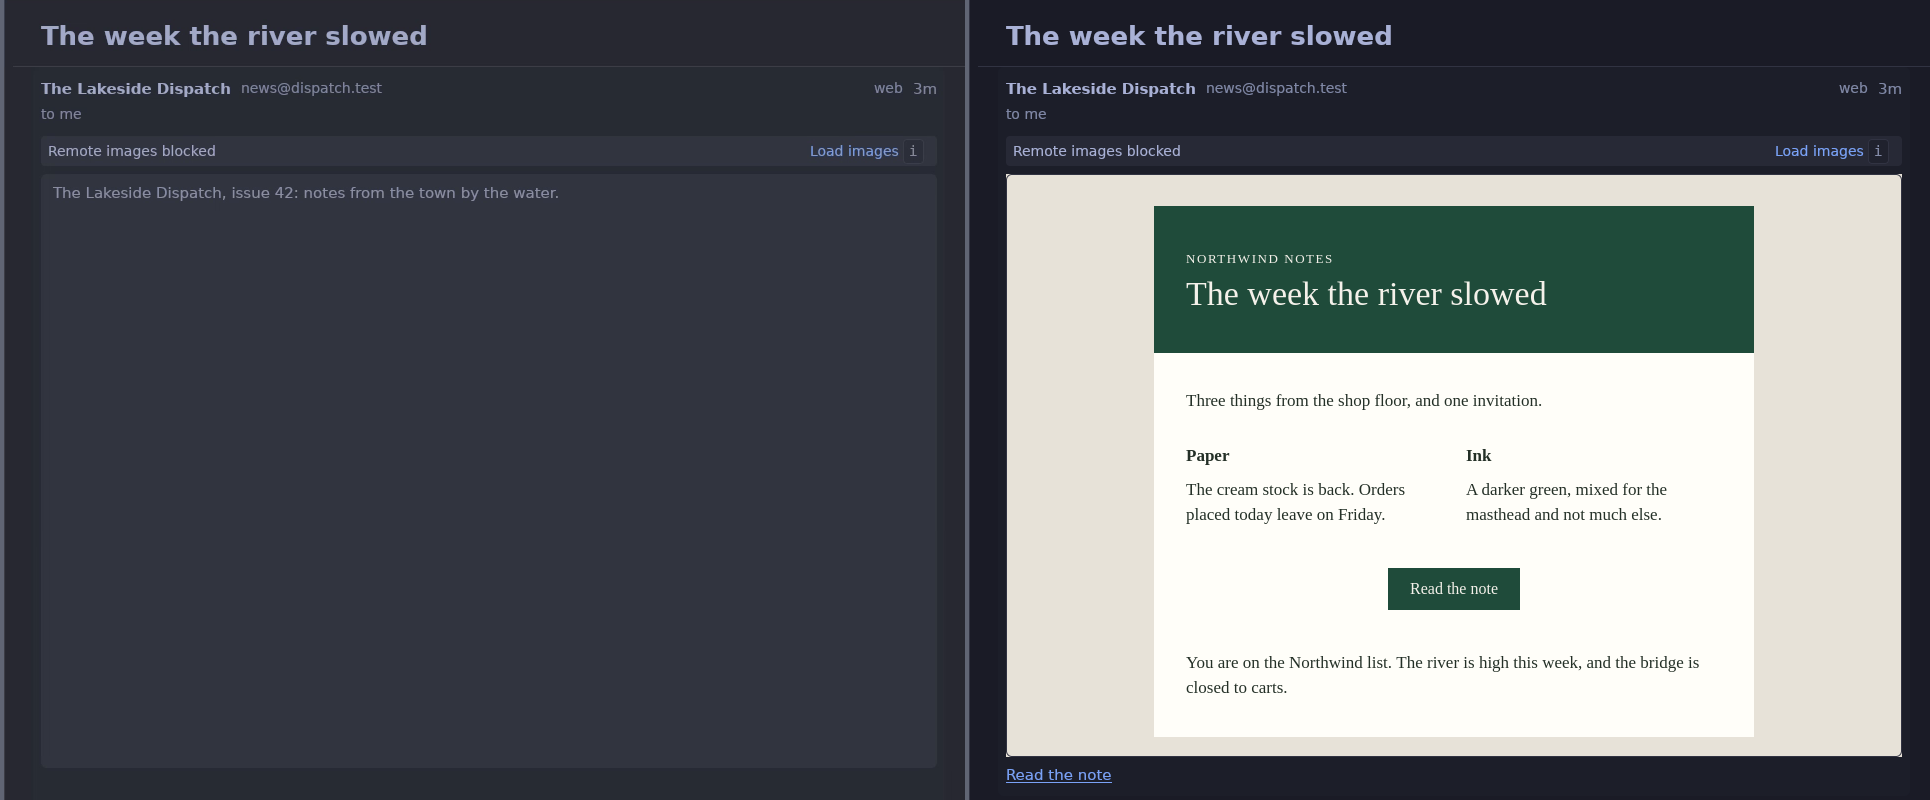 The week the river slowed
The Lakeside Dispatch news@dispatch.test web 3m
to me
Remote images blocked Load images i
The Lakeside Dispatch, issue 42: notes from the town by the water.
The week the river slowed
The Lakeside Dispatch news@dispatch.test web 3m
to me
Remote images blocked Load images i
NORTHWIND NOTES
The week the river slowed
Three things from the shop floor, and one invitation.
Paper
The cream stock is back. Orders
placed today leave on Friday.
Ink
A darker green, mixed for the
masthead and not much else.
Read the note
You are on the Northwind list. The river is high this week, and the bridge is
closed to carts.
Read the note